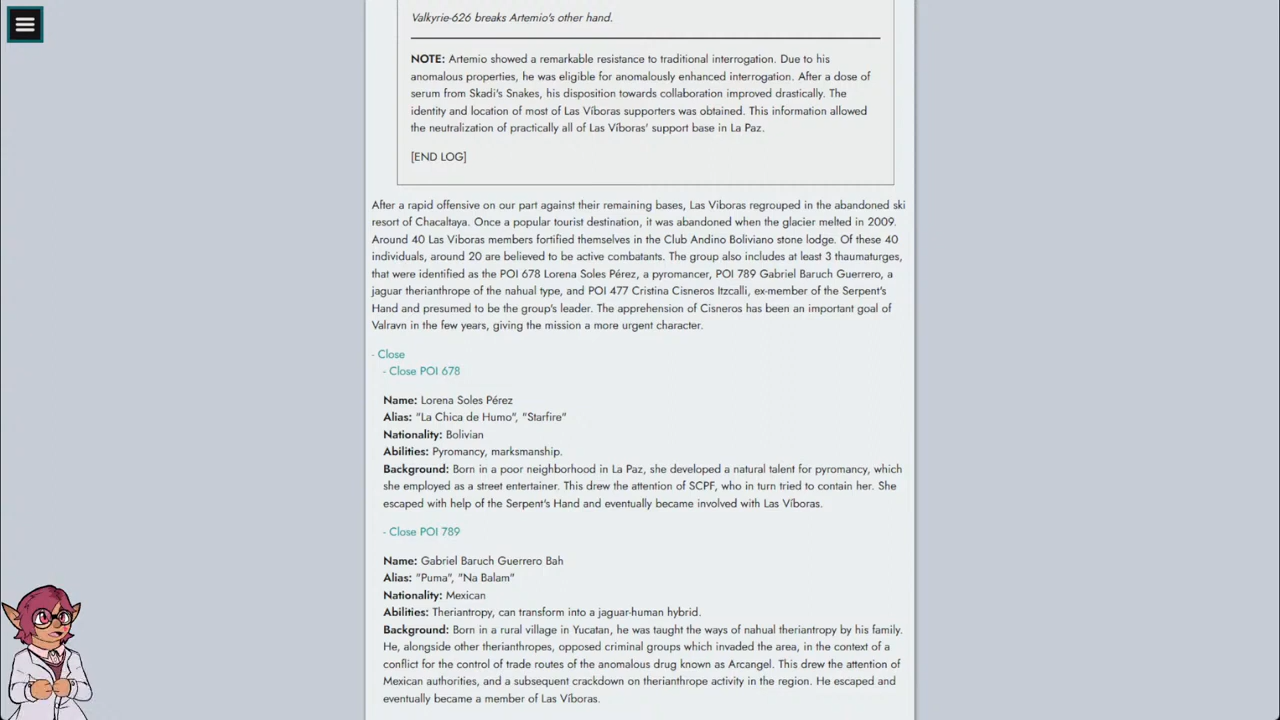 Valkyrie-626 breaks Artemio's other hand.
NOTE: Artemio showed a remarkable resistance to traditional interrogation. Due to his
anomalous properties, he was eligible for anomalously enhanced interrogation. After a dose of
serum from Skadi's Snakes, his disposition towards collaboration improved drastically. The
identity and location of most of Las Víboras supporters was obtained. This information allowed
the neutralization of practically all of Las Víboras' support base in La Paz.
[END LOG]
After a rapid offensive on our part against their remaining bases, Las Viboras regrouped in the abandoned ski
resort of Chacaltaya. Once a popular tourist destination, it was abandoned when the glacier melted in 2009.
Around 40 Las Viboras members fortified themselves in the Club Andino Boliviano stone lodge. Of these 40
individuals, around 20 are believed to be active combatants. The group also includes at least 3 thaumaturges,
that were identified as the POI 678 Lorena Soles Pérez, a pyromancer, POI 789 Gabriel Baruch Guerrero, a
jaguar therianthrope of the nahual type, and POI 477 Cristina Cisneros Itzcalli, ex-member of the Serpent's
Hand and presumed to be the group's leader. The apprehension of Cisneros has been an important goal of
Valravn in the few years, giving the mission a more urgent character.
- Close
- Close POI 678
Name: Lorena Soles Pérez
Alias: "La Chica de Humo", "Starfire"
Nationality: Bolivian
Abilities: Pyromancy, marksmanship.
Background: Born in a poor neighborhood in La Paz, she developed a natural talent for pyromancy, which
she employed as a street entertainer. This drew the attention of SCPF, who in turn tried to contain her. She
escaped with help of the Serpent's Hand and eventually became involved with Las Víboras.
- Close POI 789
Name: Gabriel Baruch Guerrero Bah
Alias: "Puma", "Na Balam"
Nationality: Mexican
Abilities: Theriantropy, can transform into a jaguar-human hybrid.
Background: Born in a rural village in Yucatan, he was taught the ways of nahual theriantropy by his family.
He, alongside other therianthropes, opposed criminal groups which invaded the area, in the context of a
conflict for the control of trade routes of the anomalous drug known as Arcangel. This drew the attention of
Mexican authorities, and a subsequent crackdown on therianthrope activity in the region. He escaped and
eventually became a member of Las Víboras.